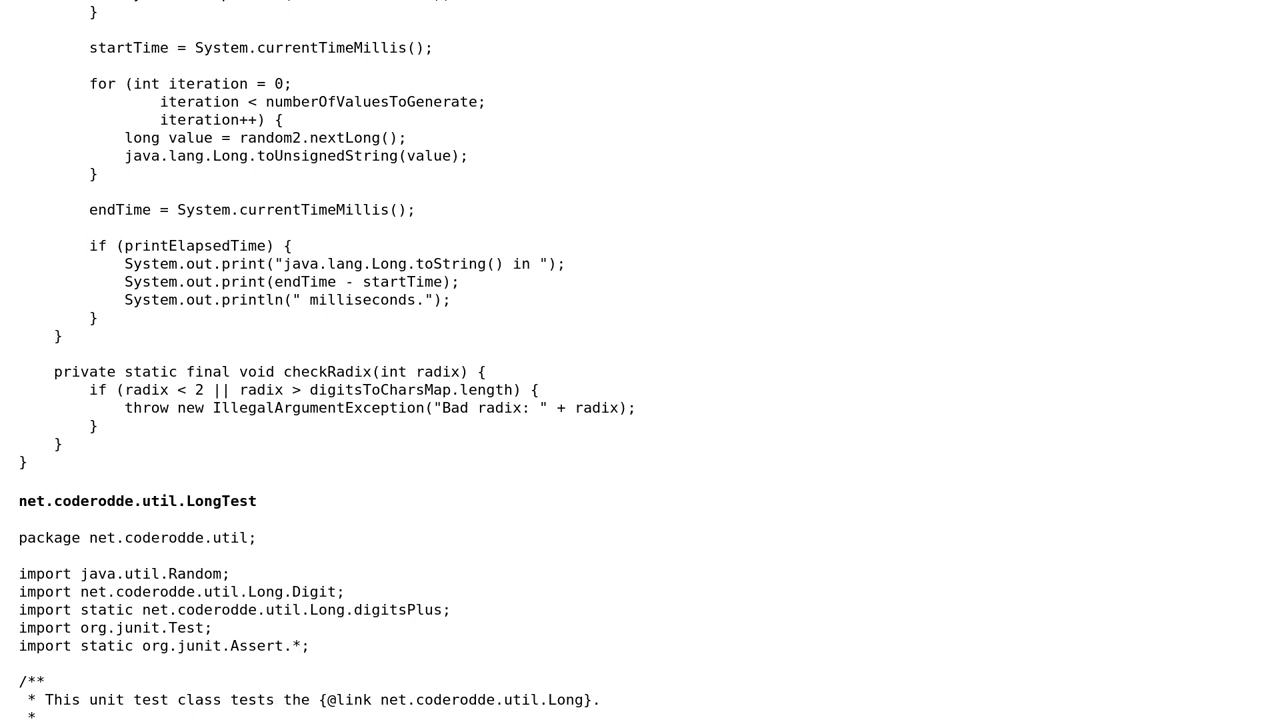 }

        startTime = System.currentTimeMillis();

        for (int iteration = 0;
                iteration < numberOfValuesToGenerate;
                iteration++) {
            long value = random2.nextLong();
            java.lang.Long.toUnsignedString(value);
        }

        endTime = System.currentTimeMillis();

        if (printElapsedTime) {
            System.out.print("java.lang.Long.toString() in ");
            System.out.print(endTime - startTime);
            System.out.println(" milliseconds.");
        }
    }

    private static final void checkRadix(int radix) {
        if (radix < 2 || radix > digitsToCharsMap.length) {
            throw new IllegalArgumentException("Bad radix: " + radix);
        }
    }
}

net.coderodde.util.LongTest

package net.coderodde.util;

import java.util.Random;
import net.coderodde.util.Long.Digit;
import static net.coderodde.util.Long.digitsPlus;
import org.junit.Test;
import static org.junit.Assert.*;

/**
 * This unit test class tests the {@link net.coderodde.util.Long}.
 *